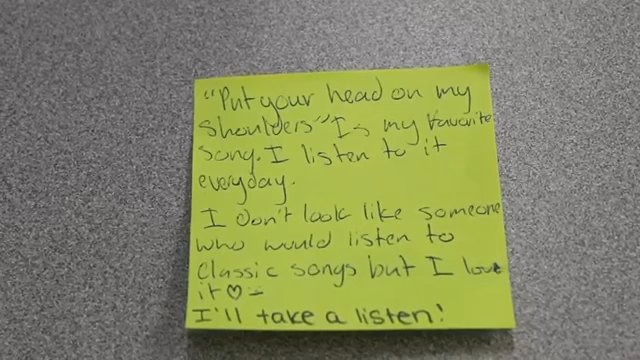 "Put your head on my
shoulders" Is my favorite
song. I listen to it
everyday.
I don't look like someone
who would listen to
classic songs but I love
it ♡
I'll take a listen!